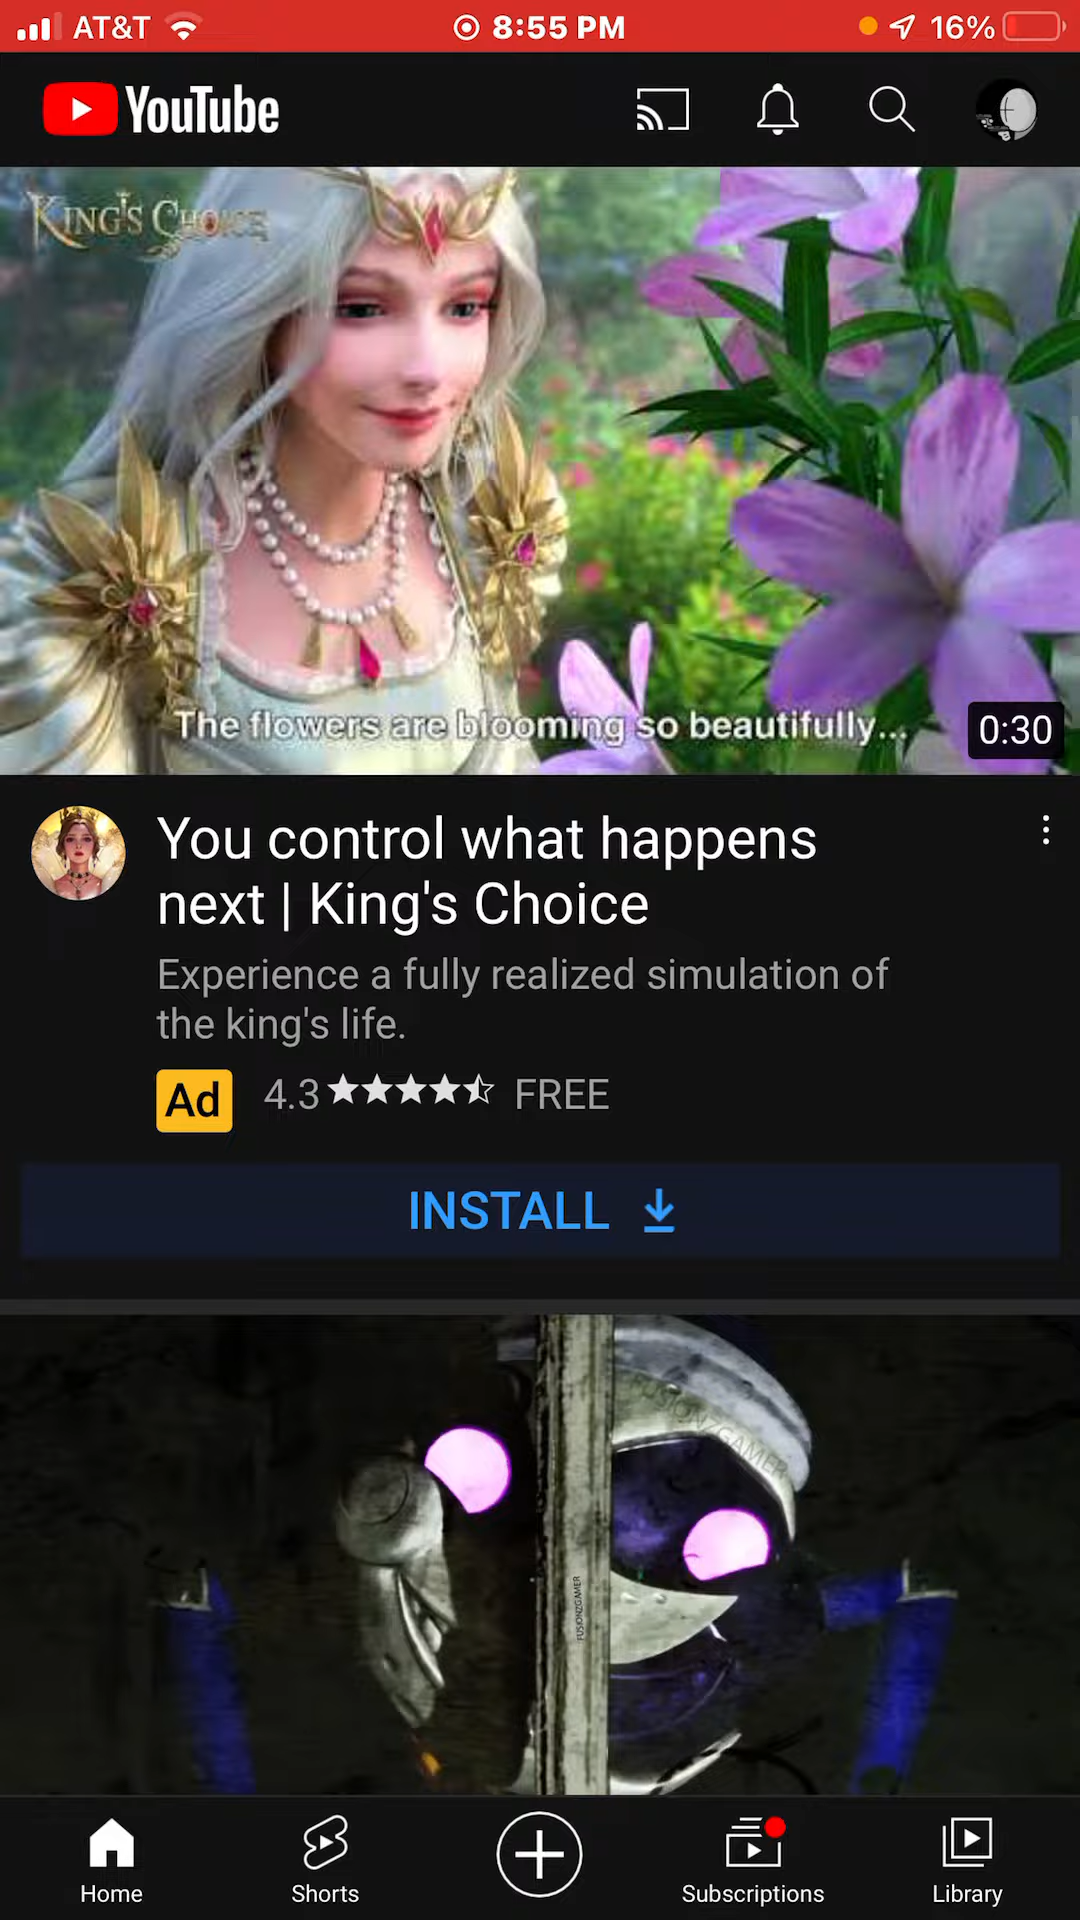 AT&T 8:55 PM 16%
YouTube
KING'S CHOICE
The flowers are blooming so beautifully...
0:30
You control what happens
next | King's Choice
Experience a fully realized simulation of
the king's life.
Ad 4.3 FREE
INSTALL
FUSIONZGAMER
FUSIONZGAMER
Home Shorts Subscriptions Library